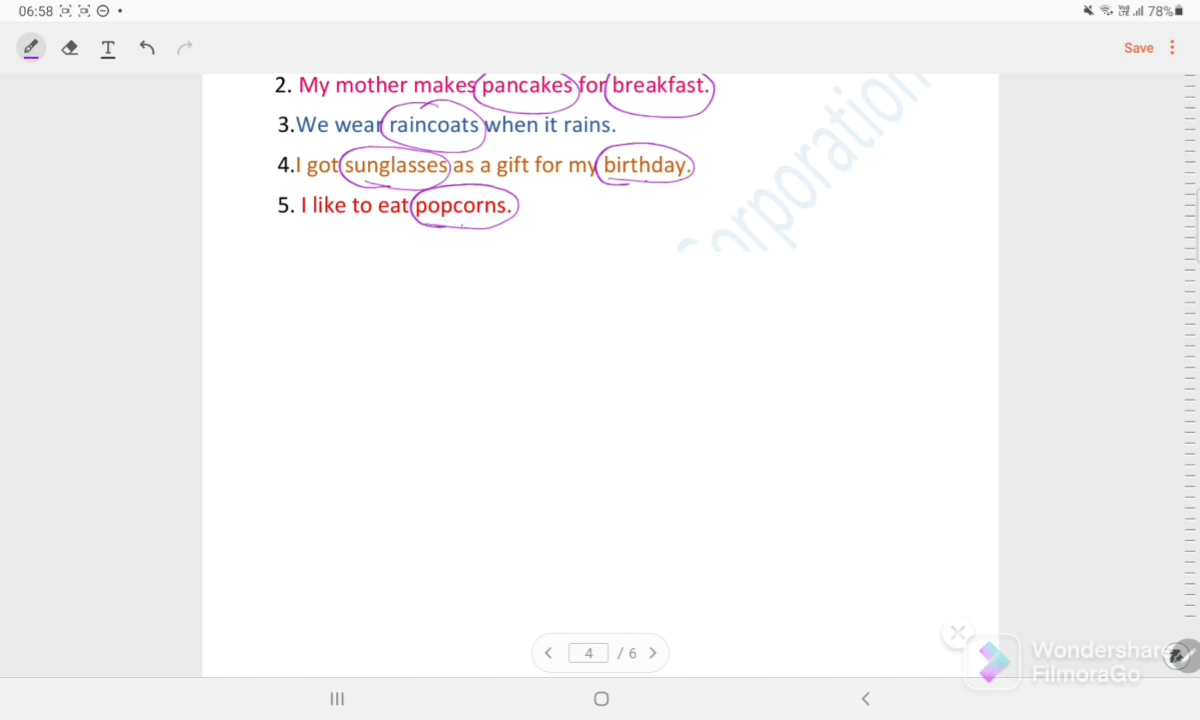 06:58
78%
Save
2. My mother makes pancakes for breakfast.
3.We wear raincoats when it rains.
4.I got sunglasses as a gift for my birthday.
5. I like to eat popcorns.
orporation
4 / 6
Wondershare
FilmoraGo